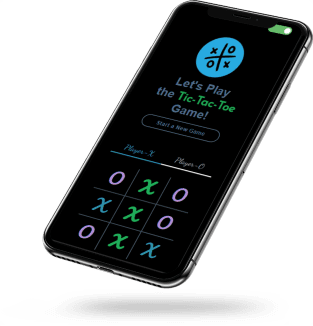 X O
O X
Let's Play
the Tic-Tac-Toe
Game!
Start a New Game
Player-X
Player-O
O X O
X X O
O X X